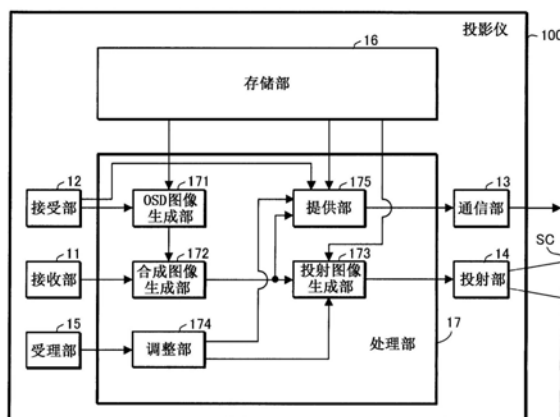 投影仪
100
16
存储部
12
接受部
171
OSD图像
生成部
175
提供部
13
通信部
11
接收部
172
合成图像
生成部
173
投射图像
生成部
14
投射部
SC
15
受理部
174
调整部
处理部
17